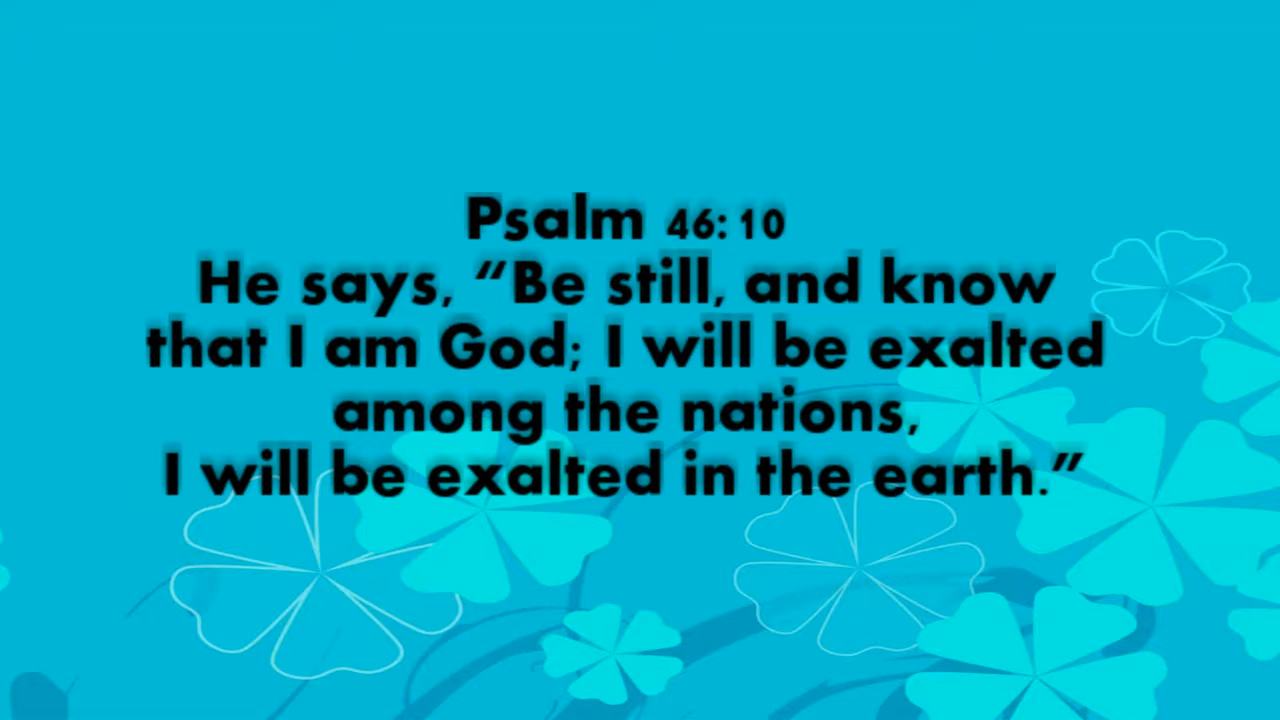 Psalm 46:10
He says, “Be still, and know
that I am God; I will be exalted
among the nations,
I will be exalted in the earth.”